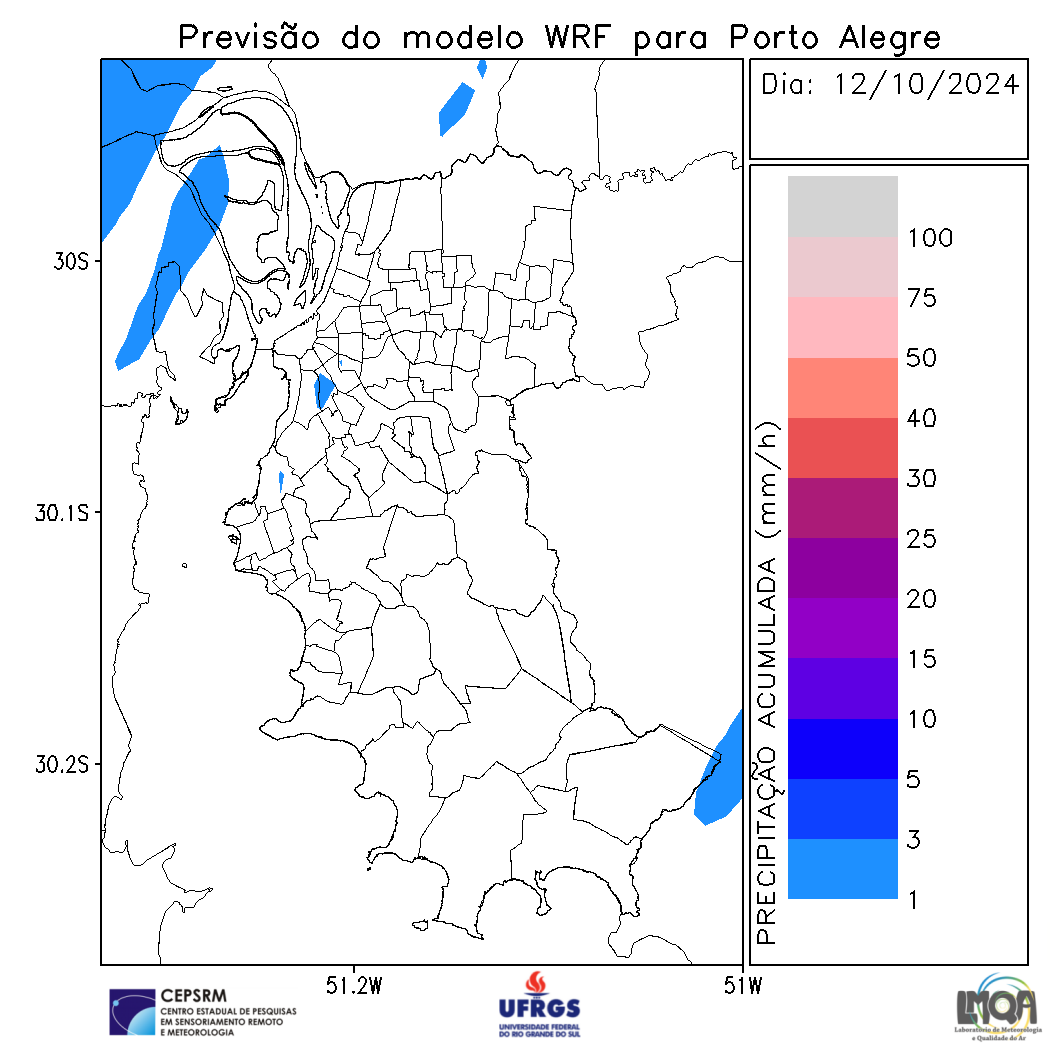 Previsão do modelo WRF para Porto Alegre
Dia: 12/10/2024
30S
30.1S
30.2S
51.2W
51W
PRECIPITAÇÃO ACUMULADA (mm/h)
100
75
50
40
30
25
20
15
10
5
3
1
CEPSRM
CENTRO ESTADUAL DE PESQUISAS
EM SENSORIAMENTO REMOTO
E METEOROLOGIA
UFRGS
UNIVERSIDADE FEDERAL
DO RIO GRANDE DO SUL
LMQA
Laboratório de Meteorologia
e Qualidade do Ar